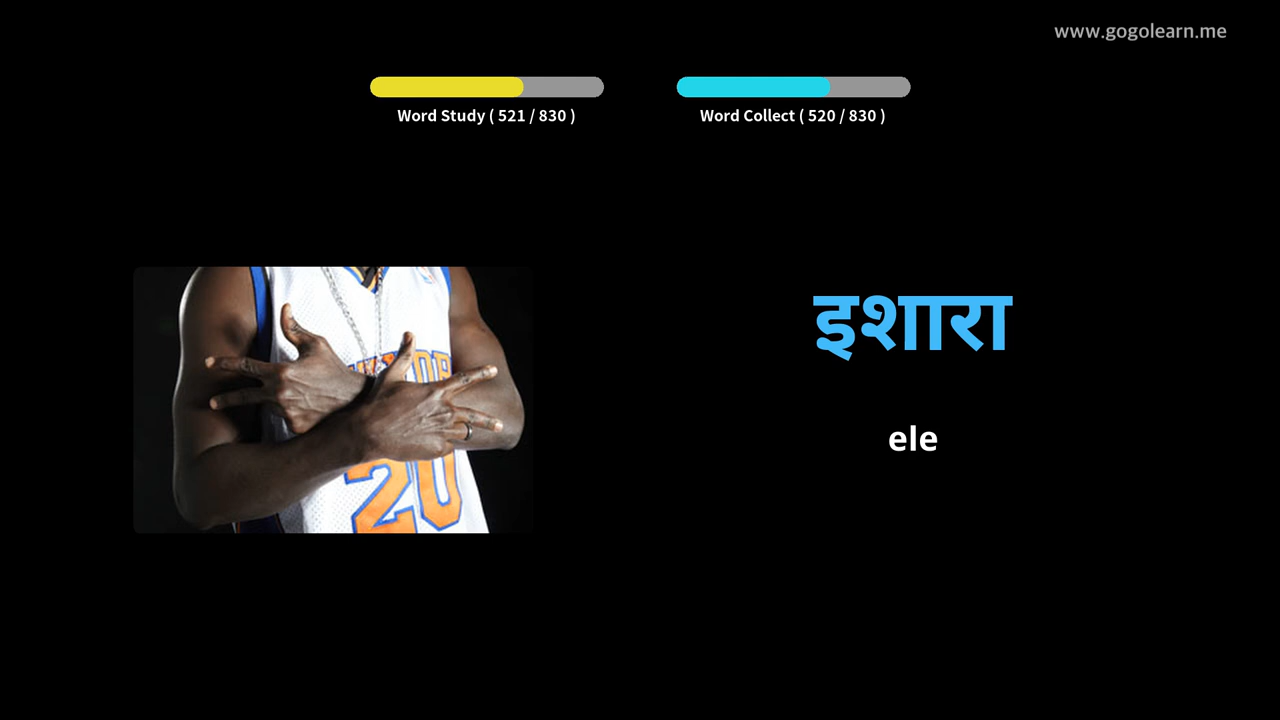 www.gogolearn.me
Word Study ( 521 / 830 )
Word Collect ( 520 / 830 )
इशारा
ele
20